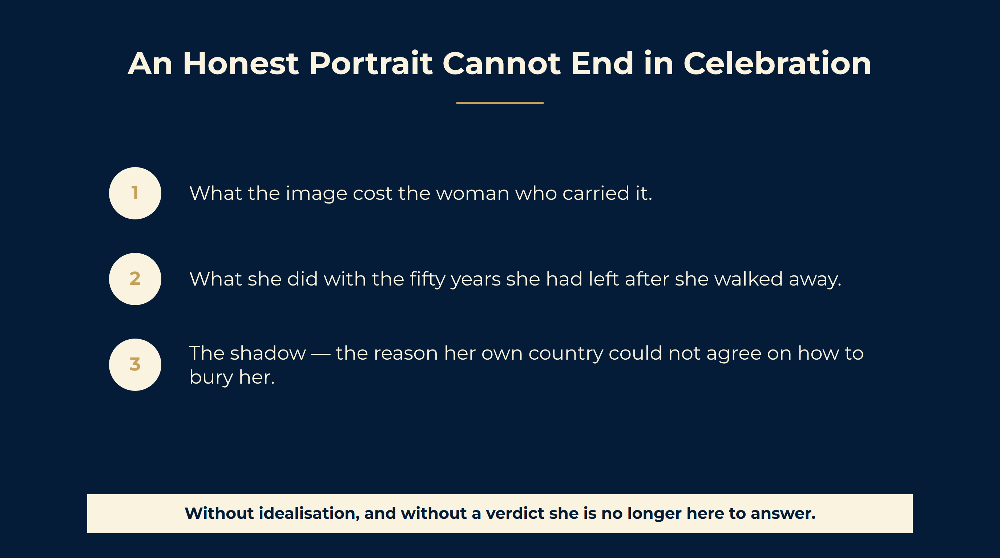 An Honest Portrait Cannot End in Celebration
1
What the image cost the woman who carried it.
2
What she did with the fifty years she had left after she walked away.
3
The shadow — the reason her own country could not agree on how to
bury her.
Without idealisation, and without a verdict she is no longer here to answer.